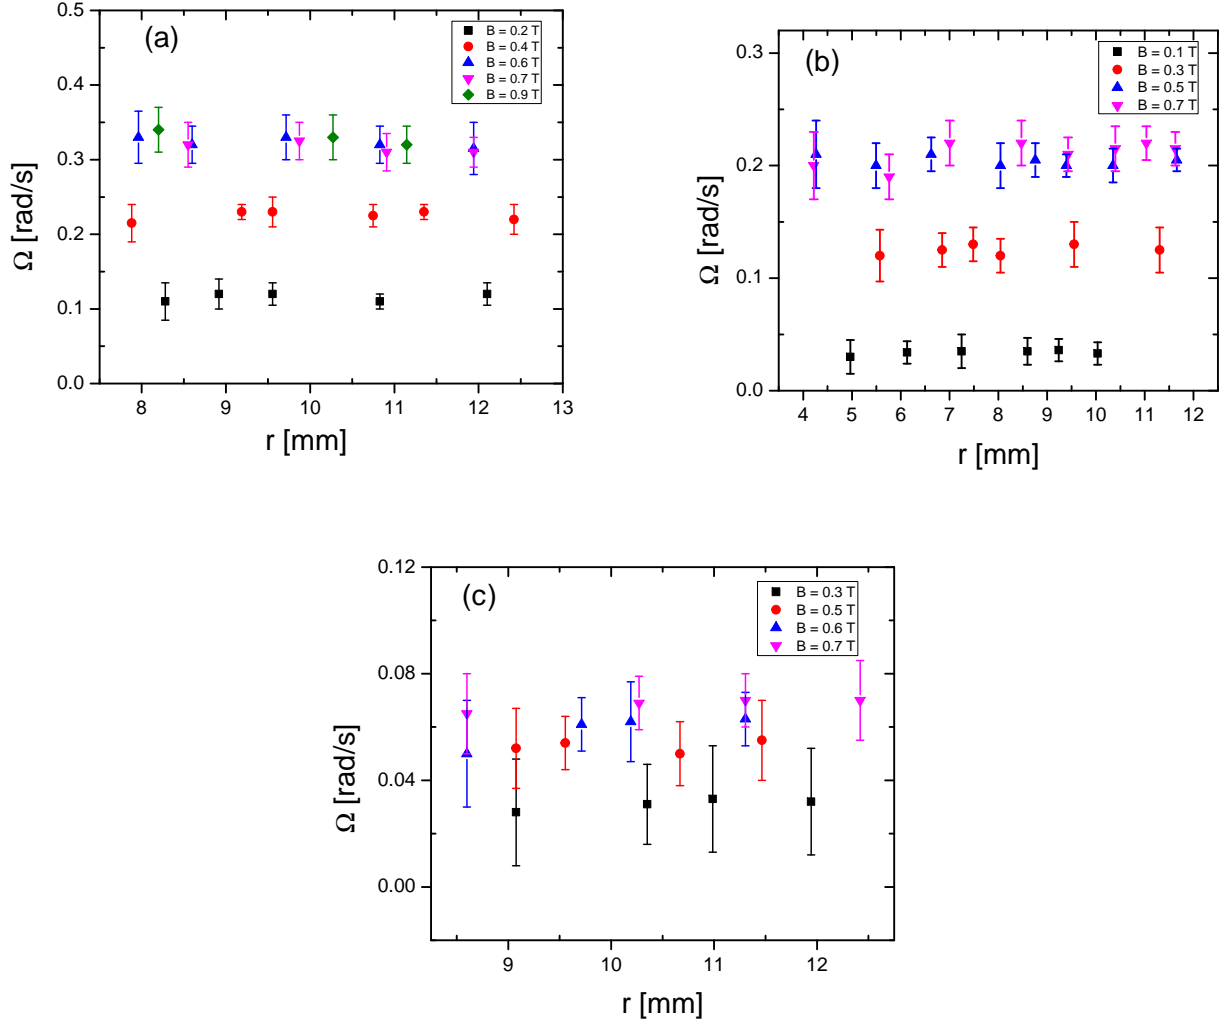 (a)
B = 0.2 T
B = 0.4 T
B = 0.6 T
B = 0.7 T
B = 0.9 T
0.5
0.4
0.3
0.2
0.1
0.0
Ω [rad/s]
8 9 10 11 12 13
r [mm]
(b)
B = 0.1 T
B = 0.3 T
B = 0.5 T
B = 0.7 T
0.3
0.2
0.1
0.0
Ω [rad/s]
4 5 6 7 8 9 10 11 12
r [mm]
(c)
B = 0.3 T
B = 0.5 T
B = 0.6 T
B = 0.7 T
0.12
0.08
0.04
0.00
Ω [rad/s]
9 10 11 12
r [mm]